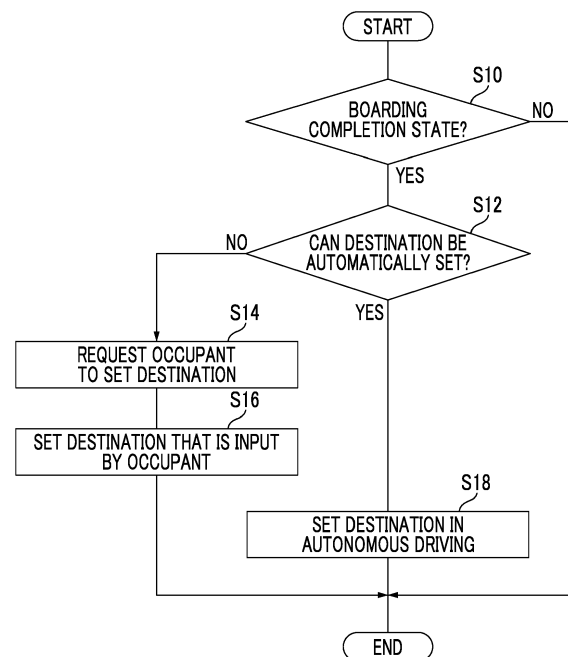 START
S10
BOARDING
COMPLETION STATE?
NO
YES
S12
CAN DESTINATION BE
AUTOMATICALLY SET?
NO
YES
S14
REQUEST OCCUPANT
TO SET DESTINATION
S16
SET DESTINATION THAT IS INPUT
BY OCCUPANT
S18
SET DESTINATION IN
AUTONOMOUS DRIVING
END